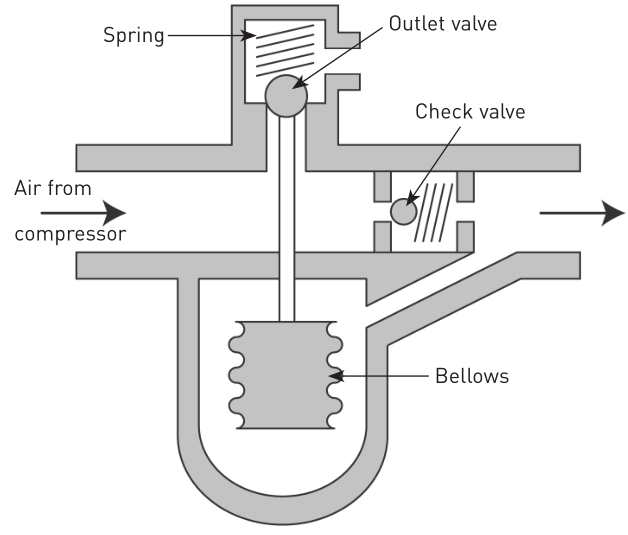 Spring
Outlet valve
Check valve
Air from
compressor
Bellows